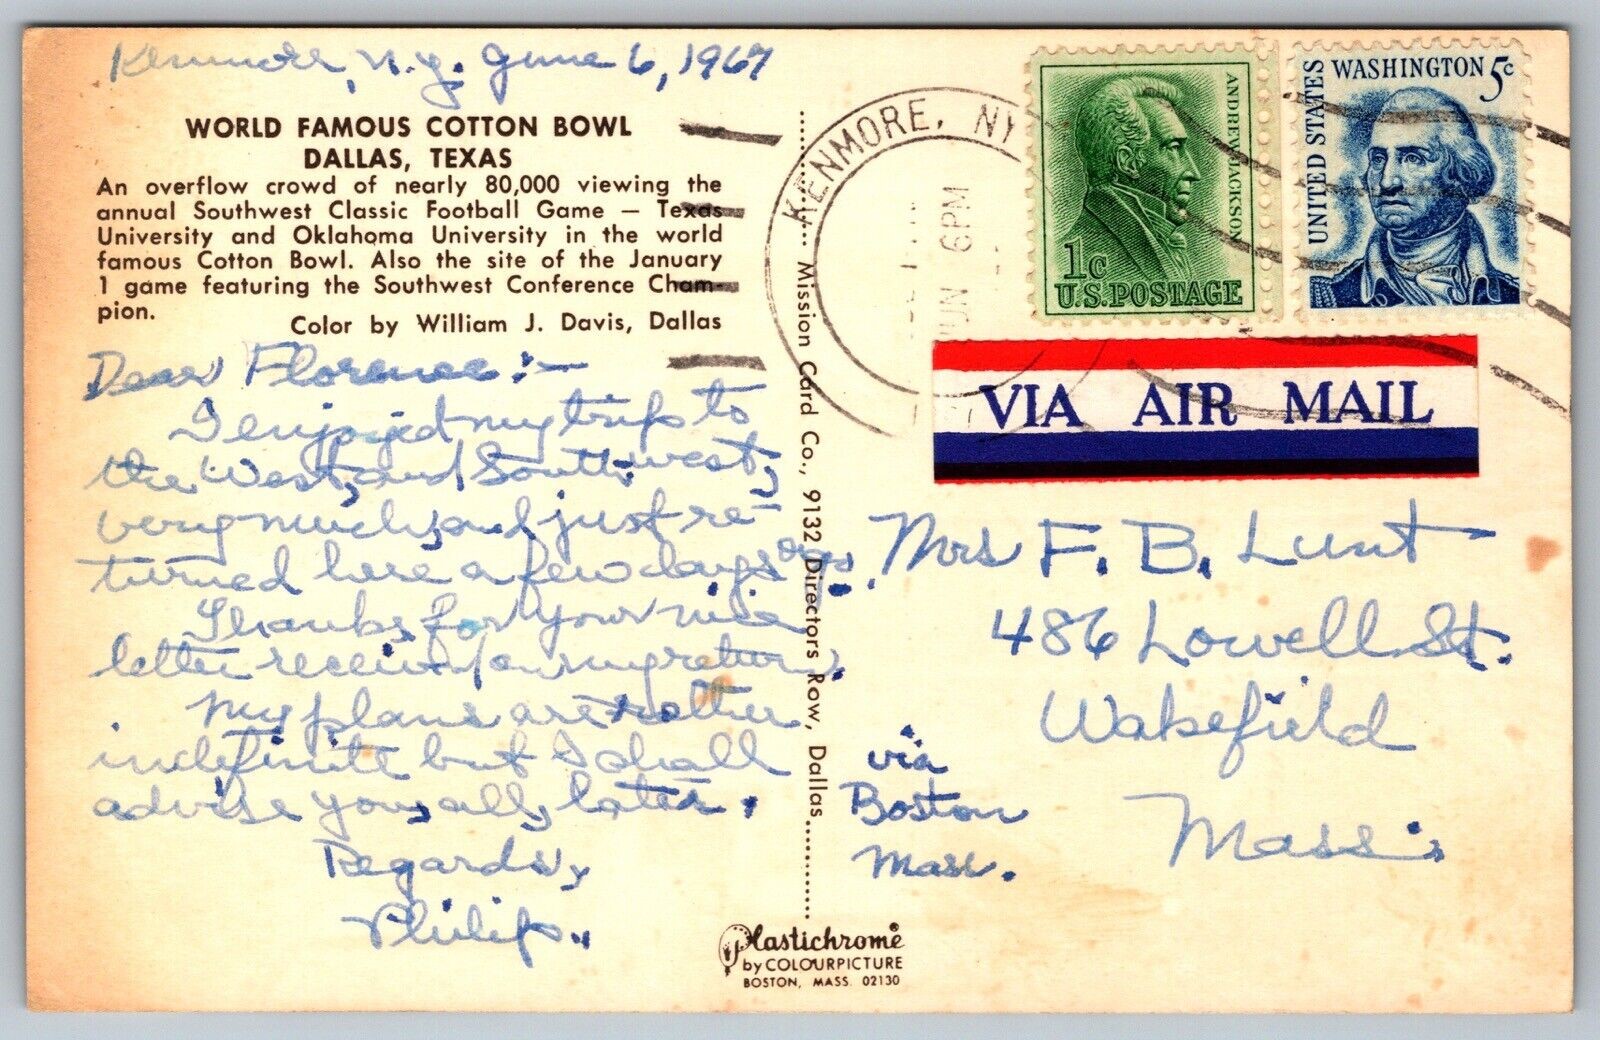 Kenmore, N.Y. June 6, 1967
WORLD FAMOUS COTTON BOWL
DALLAS, TEXAS
An overflow crowd of nearly 80,000 viewing the
annual Southwest Classic Football Game — Texas
University and Oklahoma University in the world
famous Cotton Bowl. Also the site of the January
1 game featuring the Southwest Conference Cham-
pion.
Color by William J. Davis, Dallas
Dear Florence:-
I enjoyed my trip to
the West, and Southwest,
very much, and just re-
turned here a few days ago.
Thanks, for your nice
letter received on my return.
My plans are rather
indefinite but I shall
advise you, all, later.
Regards,
Philip.
Mission Card Co., 9132 Directors Row, Dallas
Plastichrome®
by COLOURPICTURE
BOSTON, MASS. 02130
KENMORE, NY
JUN 6PM
ANDREW JACKSON
1c
U.S. POSTAGE
UNITED STATES
WASHINGTON 5c
VIA AIR MAIL
Mrs F. B. Lunt
486 Lowell St.
Wakefield
Mass.
via
Boston
Mass.